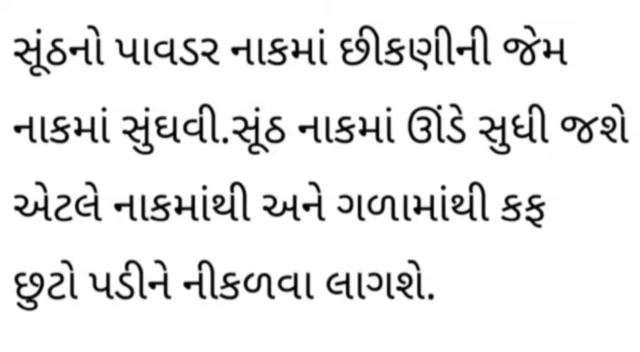 સૂંઠનો પાવડર નાકમાં છીકણીની જેમ
નાકમાં સુંઘવી.સૂંઠ નાકમાં ઊંડે સુધી જશે
એટલે નાકમાંથી અને ગળામાંથી કફ
છુટો પડીને નીકળવા લાગશે.